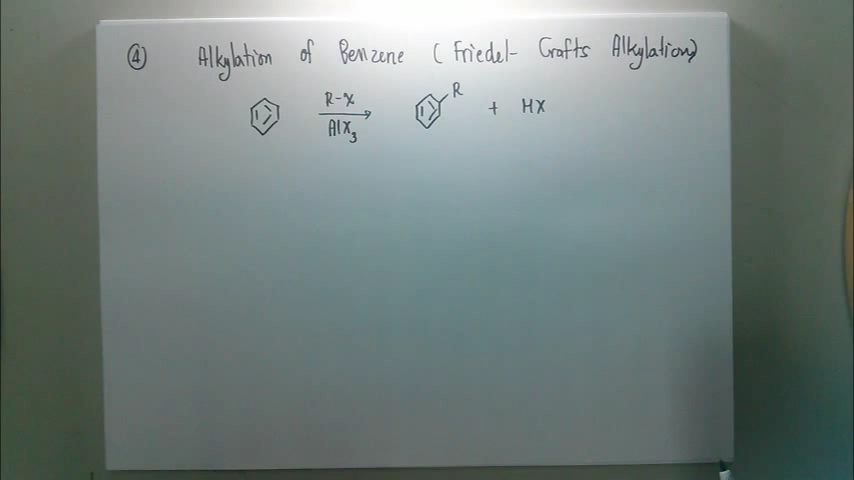 ④ Alkylation of Benzene (Friedel-Crafts Alkylation)
R-X
AlX₃
R
+ HX